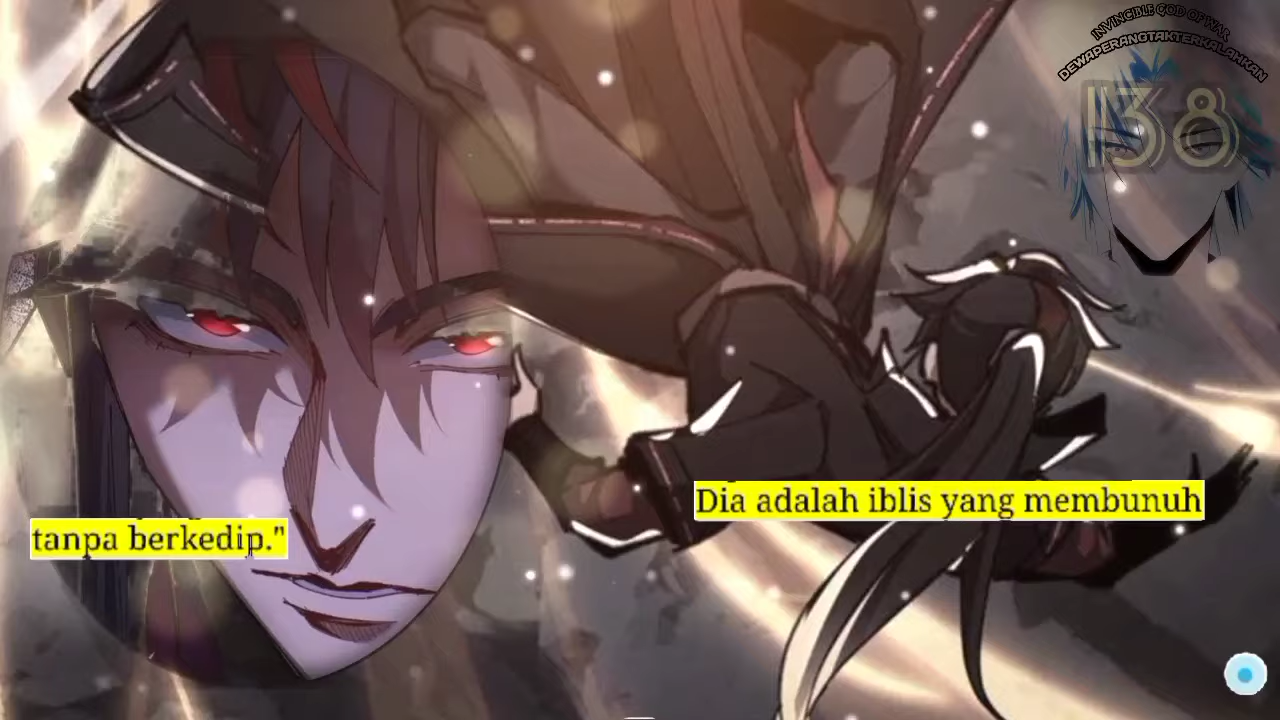 INVINCIBLE GOD OF WAR
DEWAPERANGTAKTERKALAHKAN
138
Dia adalah iblis yang membunuh
tanpa berkedip."